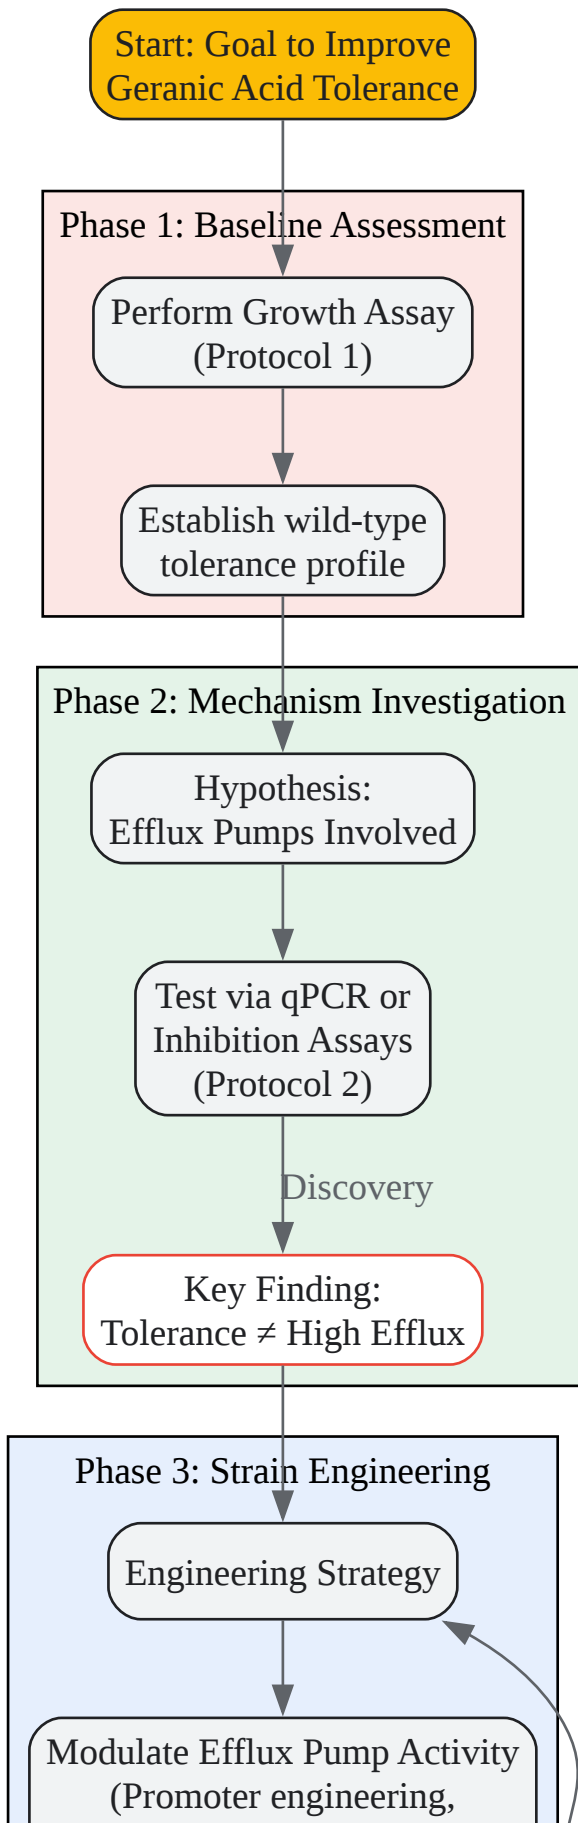 Start: Goal to Improve
Geranic Acid Tolerance
Phase 1: Baseline Assessment
Perform Growth Assay
(Protocol 1)
Establish wild-type
tolerance profile
Phase 2: Mechanism Investigation
Hypothesis:
Efflux Pumps Involved
Test via qPCR or
Inhibition Assays
(Protocol 2)
Discovery
Key Finding:
Tolerance ≠ High Efflux
Phase 3: Strain Engineering
Engineering Strategy
Modulate Efflux Pump Activity
(Promoter engineering,